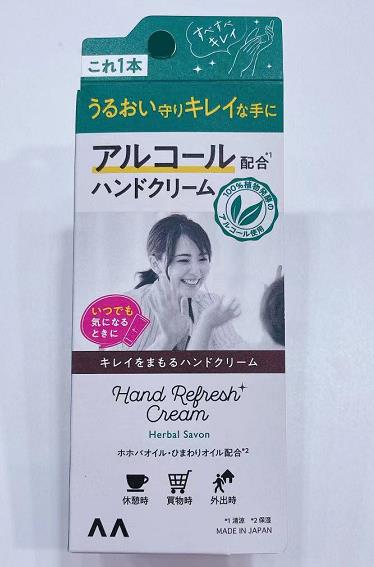 すべすべ
キレイ
これ1本
うるおい守りキレイな手に
アルコール配合*1
ハンドクリーム
100%植物発酵の
アルコール使用
いつでも
気になる
ときに
キレイをまもるハンドクリーム
Hand Refresh+
Cream
Herbal Savon
ホホバオイル・ひまわりオイル配合*2
休憩時 買物時 外出時
*1 清涼 *2 保湿
MADE IN JAPAN